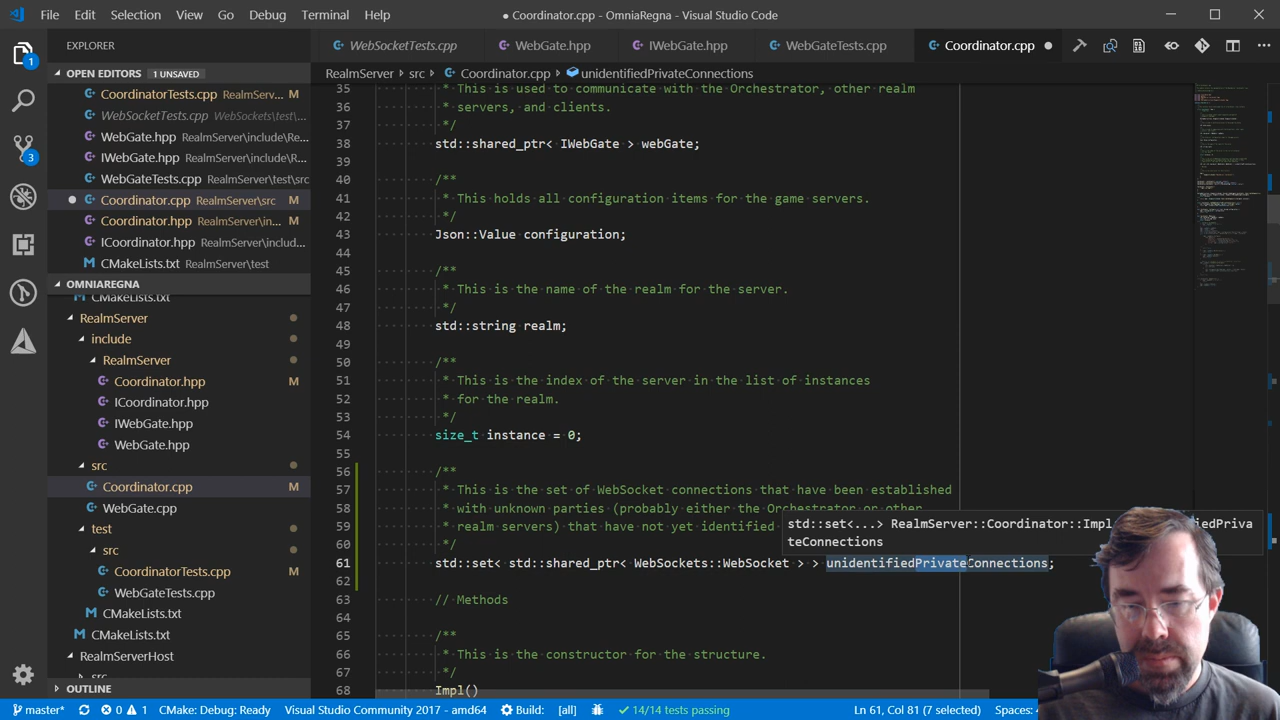 File Edit Selection View Go Debug Terminal Help
● Coordinator.cpp - OmniaRegna - Visual Studio Code
EXPLORER
WebSocketTests.cpp WebGate.hpp IWebGate.hpp WebGateTests.cpp Coordinator.cpp
OPEN EDITORS 1 UNSAVED
CoordinatorTests.cpp RealmServ... M
WebSocketTests.cpp WebSockets\test\...
WebGate.hpp RealmServer\include\Re...
IWebGate.hpp RealmServer\include\R...
WebGateTests.cpp RealmServer\test\src
Coordinator.cpp RealmServer\src M
Coordinator.hpp RealmServer\in... M
ICoordinator.hpp RealmServer\includ...
CMakeLists.txt RealmServer\test
OMNIAREGNA
CMakeLists.txt
RealmServer
include
RealmServer
Coordinator.hpp M
ICoordinator.hpp
IWebGate.hpp
WebGate.hpp
src
Coordinator.cpp M
WebGate.cpp
test
src
CoordinatorTests.cpp M
WebGateTests.cpp
CMakeLists.txt
CMakeLists.txt
RealmServerHost
src
OUTLINE
RealmServer › src › Coordinator.cpp › unidentifiedPrivateConnections
35 * This is used to communicate with the Orchestrator, other realm
36 * servers, and clients.
37 */
38 std::shared_ptr< IWebGate > webGate;
39
40 /**
41 * This holds all configuration items for the game servers.
42 */
43 Json::Value configuration;
44
45 /**
46 * This is the name of the realm for the server.
47 */
48 std::string realm;
49
50 /**
51 * This is the index of the server in the list of instances
52 * for the realm.
53 */
54 size_t instance = 0;
55
56 /**
57 * This is the set of WebSocket connections that have been established
58 * with unknown parties (probably either the Orchestrator or other
59 * realm servers) that have not yet identified
60 */
61 std::set< std::shared_ptr< WebSockets::WebSocket > > unidentifiedPrivateConnections;
62
63 // Methods
64
65 /**
66 * This is the constructor for the structure.
67 */
68 Impl()
std::set<...> RealmServer::Coordinator::Impl
teConnections
master* 0 1 CMake: Debug: Ready Visual Studio Community 2017 - amd64 Build: [all] 14/14 tests passing Ln 61, Col 81 (7 selected) Spaces: